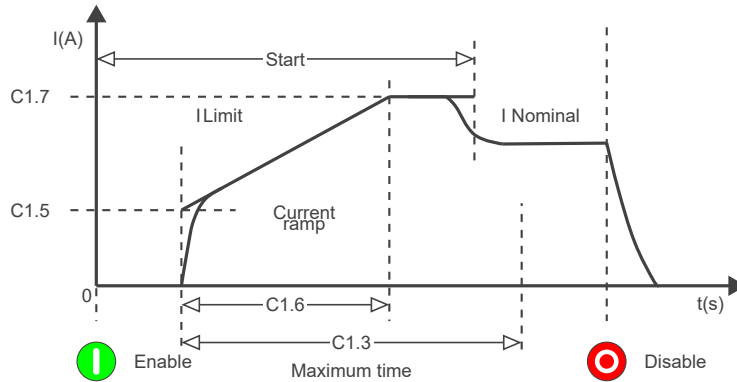 I(A)
Start
C1.7
I Limit
I Nominal
C1.5
Current
ramp
0
C1.6
t(s)
C1.3
Enable
Maximum time
Disable